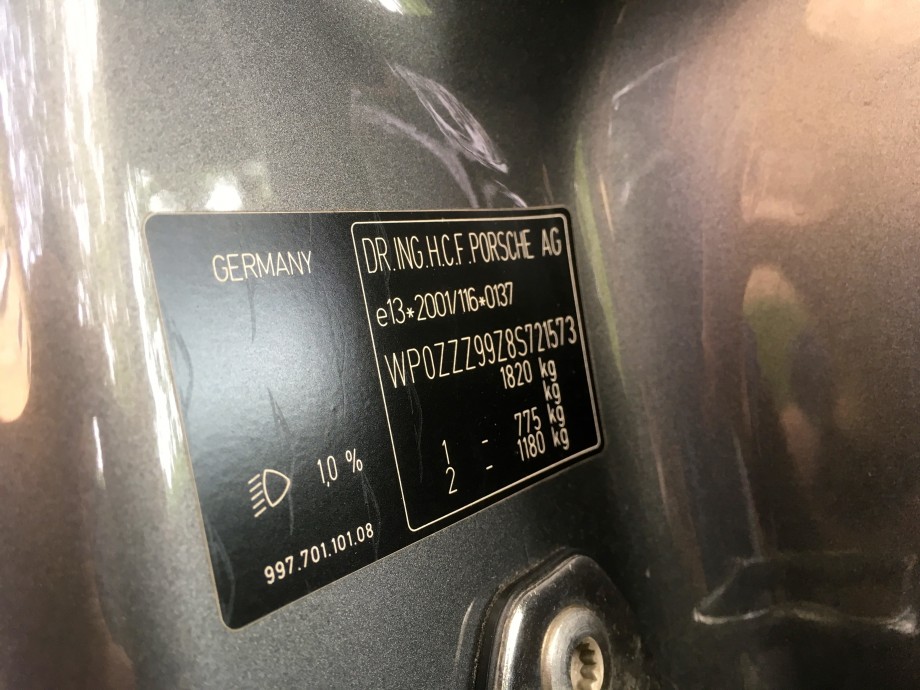 GERMANY
DR.ING.H.C.F.PORSCHE AG
e13*2001/116*0137
WP0ZZZ99Z8S721573
1820 kg
kg
1 - 775 kg
2 - 1180 kg
1,0 %
997.701.101.08